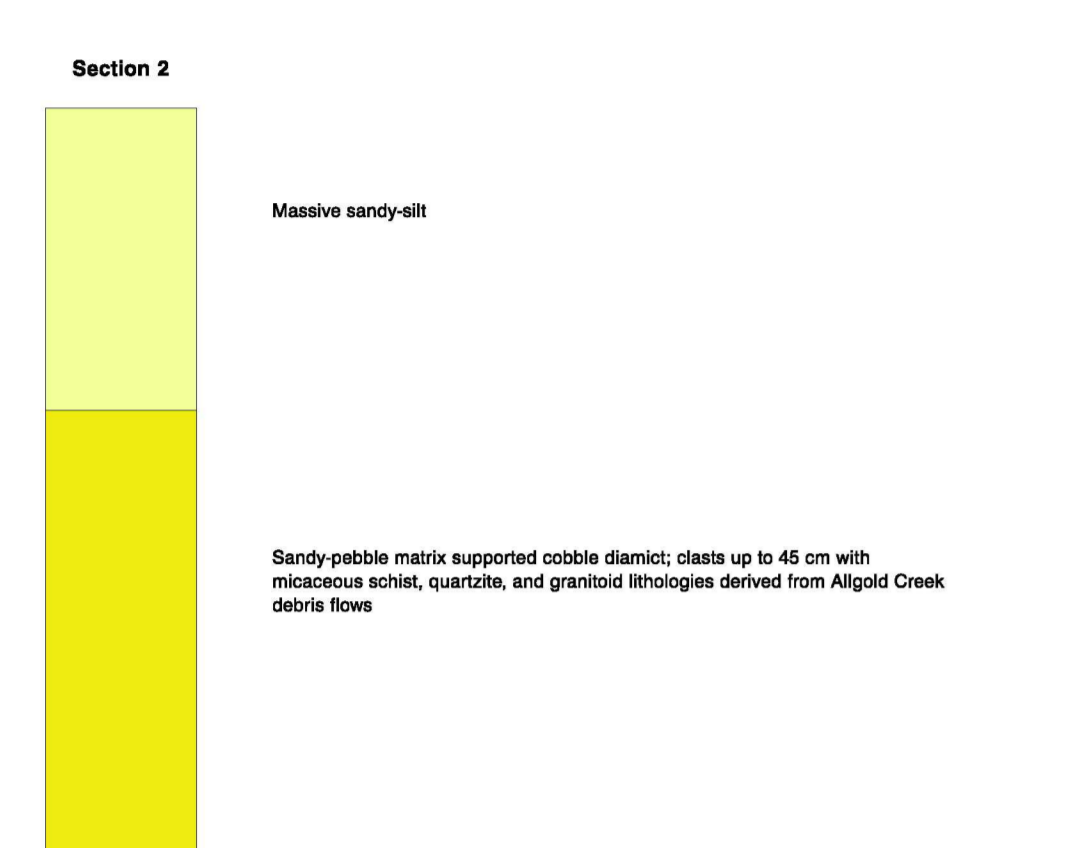 Section 2
Massive sandy-silt
Sandy-pebble matrix supported cobble diamict; clasts up to 45 cm with
micaceous schist, quartzite, and granitoid lithologies derived from Allgold Creek
debris flows